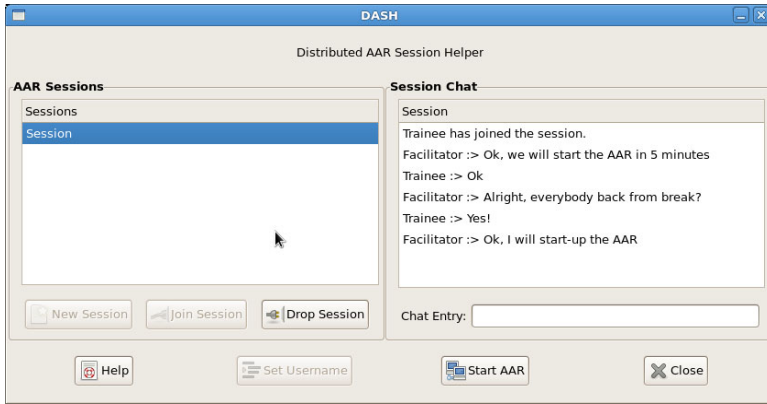 DASH
Distributed AAR Session Helper
AAR Sessions
Sessions
Session
New Session
Join Session
Drop Session
Session Chat
Session
Trainee has joined the session.
Facilitator :> Ok, we will start the AAR in 5 minutes
Trainee :> Ok
Facilitator :> Alright, everybody back from break?
Trainee :> Yes!
Facilitator :> Ok, I will start-up the AAR
Chat Entry:
Help
Set Username
Start AAR
Close